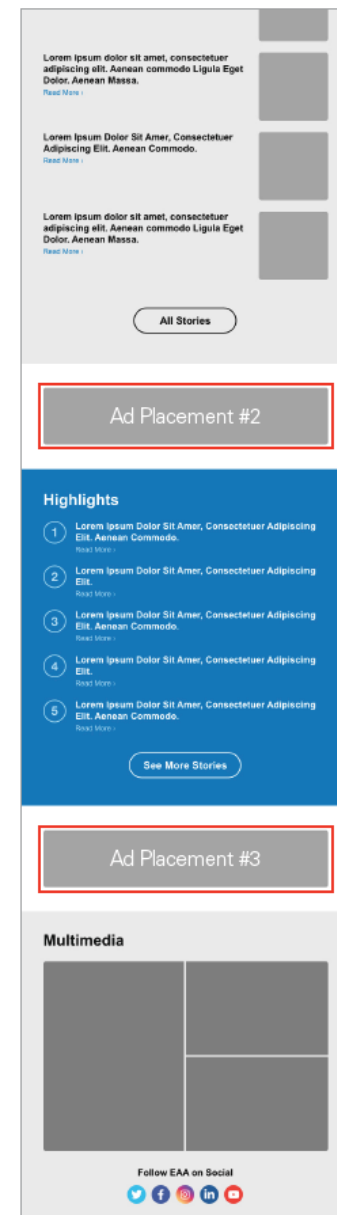 Lorem Ipsum dolor sit amet, consectetuer
adipiscing elit. Aenean commodo Ligula Eget
Dolor. Aenean Massa.
Read More ›
Lorem Ipsum Dolor Sit Amer, Consectetuer
Adipiscing Elit. Aenean Commodo.
Read More ›
Lorem Ipsum dolor sit amet, consectetuer
adipiscing elit. Aenean commodo Ligula Eget
Dolor. Aenean Massa.
Read More ›
All Stories
Ad Placement #2
Highlights
1 Lorem Ipsum Dolor Sit Amer, Consectetuer Adipiscing
Elit. Aenean Commodo.
Read More ›
2 Lorem Ipsum Dolor Sit Amer, Consectetuer Adipiscing
Elit.
Read More ›
3 Lorem Ipsum Dolor Sit Amer, Consectetuer Adipiscing
Elit. Aenean Commodo.
Read More ›
4 Lorem Ipsum Dolor Sit Amer, Consectetuer Adipiscing
Elit.
Read More ›
5 Lorem Ipsum Dolor Sit Amer, Consectetuer Adipiscing
Elit. Aenean Commodo.
Read More ›
See More Stories
Ad Placement #3
Multimedia
Follow EAA on Social